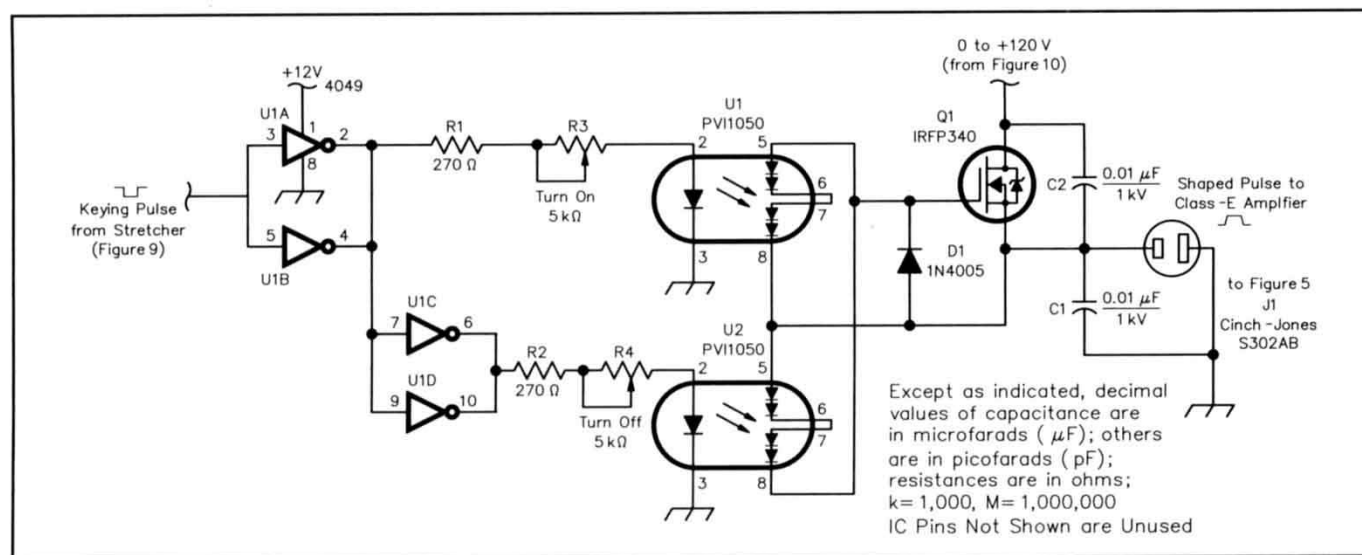 0 to +120 V
(from Figure 10)
+12V
4049
U1A
3
1
2
8
Keying Pulse
from Stretcher
(Figure 9)
5
4
U1B
R1
270 Ω
R3
Turn On
5 kΩ
U1
PVI1050
2
5
6
7
3
8
Q1
IRFP340
C2
0.01 μF
1 kV
Shaped Pulse to
Class-E Amplfier
D1
1N4005
C1
0.01 μF
1 kV
to Figure 5
J1
Cinch-Jones
S302AB
U1C
7
6
U1D
9
10
R2
270 Ω
R4
Turn Off
5 kΩ
U2
PVI1050
2
5
6
7
3
8
Except as indicated, decimal
values of capacitance are
in microfarads ( μF); others
are in picofarads ( pF);
resistances are in ohms;
k= 1,000, M= 1,000,000
IC Pins Not Shown are Unused